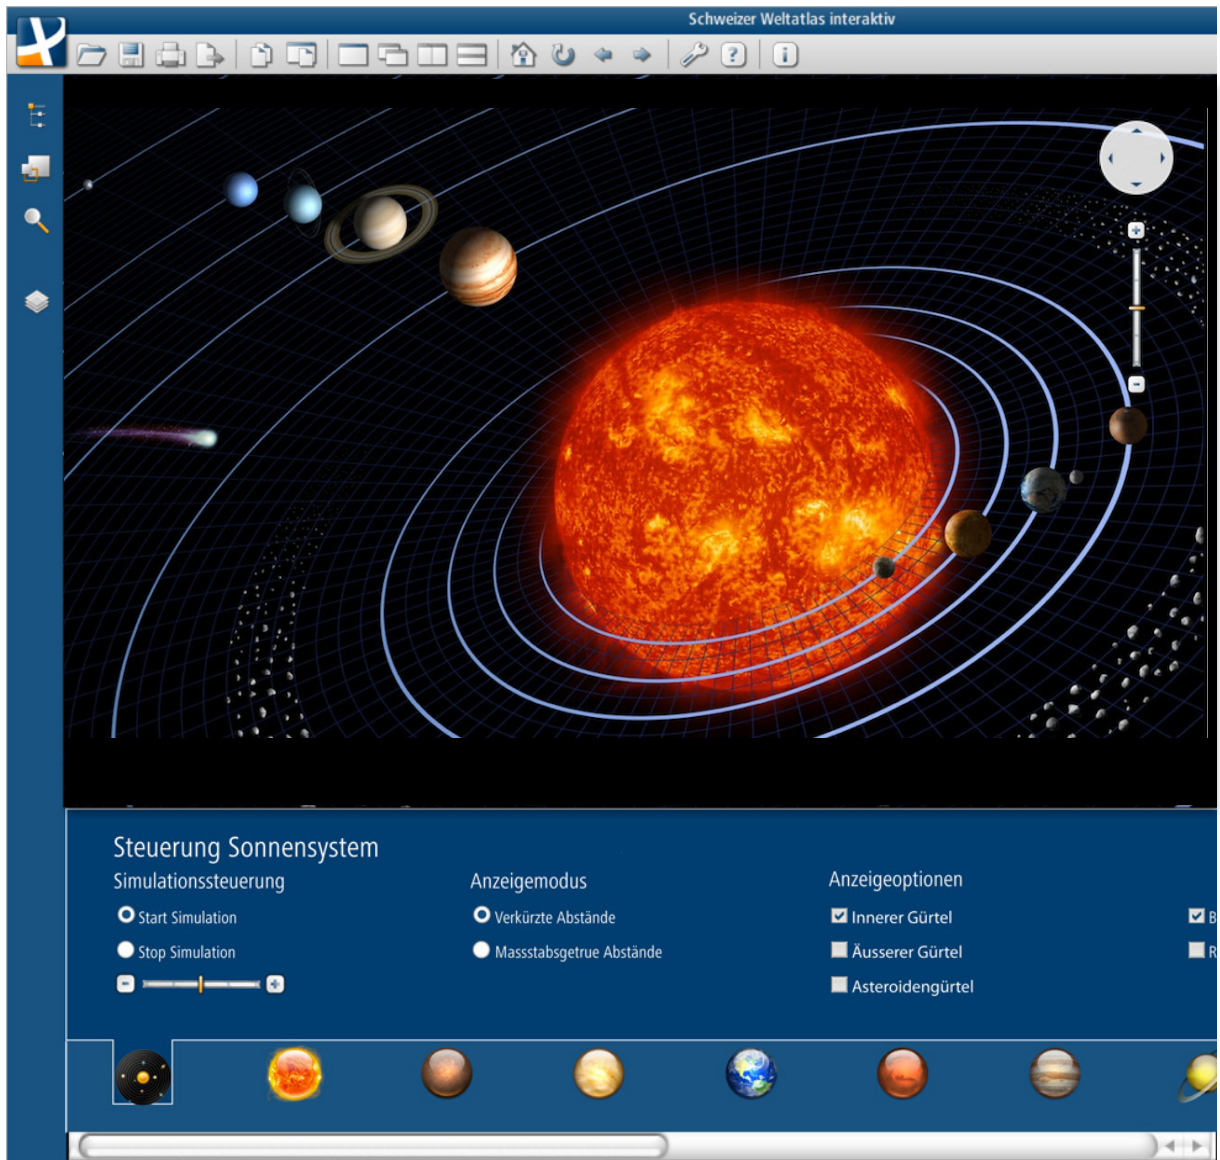 Schweizer Weltatlas interaktiv
Steuerung Sonnensystem
Simulationssteuerung
Start Simulation
Stop Simulation
Anzeigemodus
Verkürzte Abstände
Massstabsgetrue Abstände
Anzeigeoptionen
Innerer Gürtel
Äusserer Gürtel
Asteroidengürtel
B
R